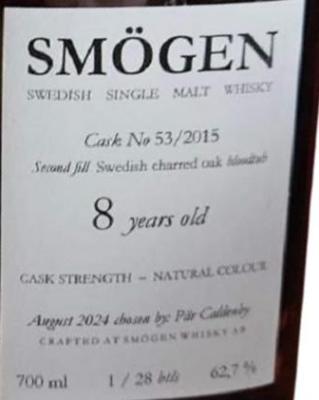 SMÖGEN
SWEDISH SINGLE MALT WHISKY
Cask No 53/2015
Second fill Swedish charred oak bloodtub
8 years old
CASK STRENGTH – NATURAL COLOUR
August 2024 chosen by: Pär Caldenby
CRAFTED AT SMÖGEN WHISKY AB
700 ml 1 / 28 btls 62,7 %